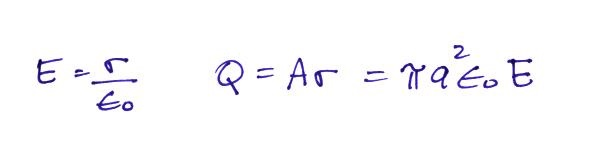 E = σ/ϵ₀ Q = Aσ = πa²ϵ₀E